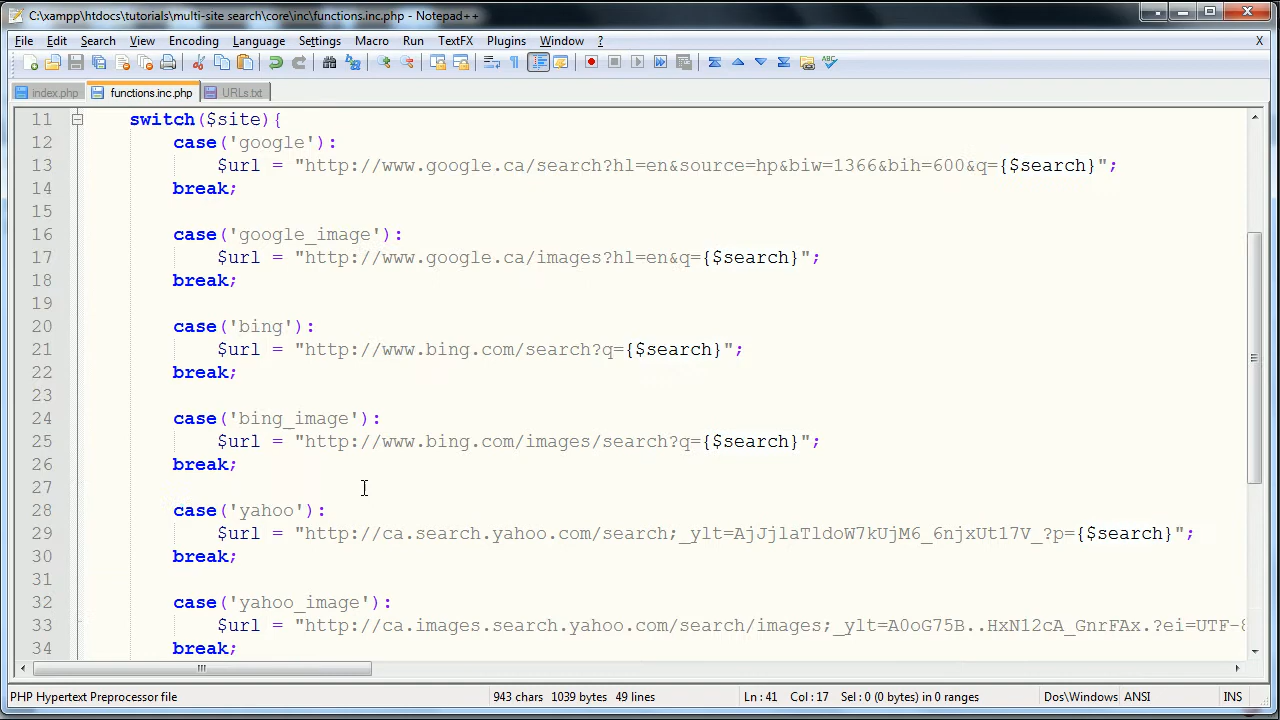 C:\xampp\htdocs\tutorials\multi-site search\core\inc\functions.inc.php - Notepad++
File Edit Search View Encoding Language Settings Macro Run TextFX Plugins Window ? X
index.php functions.inc.php URLs.txt
11 switch($site){
12 case('google'):
13 $url = "http://www.google.ca/search?hl=en&source=hp&biw=1366&bih=600&q={$search}";
14 break;
15
16 case('google_image'):
17 $url = "http://www.google.ca/images?hl=en&q={$search}";
18 break;
19
20 case('bing'):
21 $url = "http://www.bing.com/search?q={$search}";
22 break;
23
24 case('bing_image'):
25 $url = "http://www.bing.com/images/search?q={$search}";
26 break;
27
28 case('yahoo'):
29 $url = "http://ca.search.yahoo.com/search;_ylt=AjJjlaTldoW7kUjM6_6njxUt17V_?p={$search}";
30 break;
31
32 case('yahoo_image'):
33 $url = "http://ca.images.search.yahoo.com/search/images;_ylt=A0oG75B..HxN12cA_GnrFAx.?ei=UTF-8
34 break;
PHP Hypertext Preprocessor file 943 chars 1039 bytes 49 lines Ln : 41 Col : 17 Sel : 0 (0 bytes) in 0 ranges Dos\Windows ANSI INS